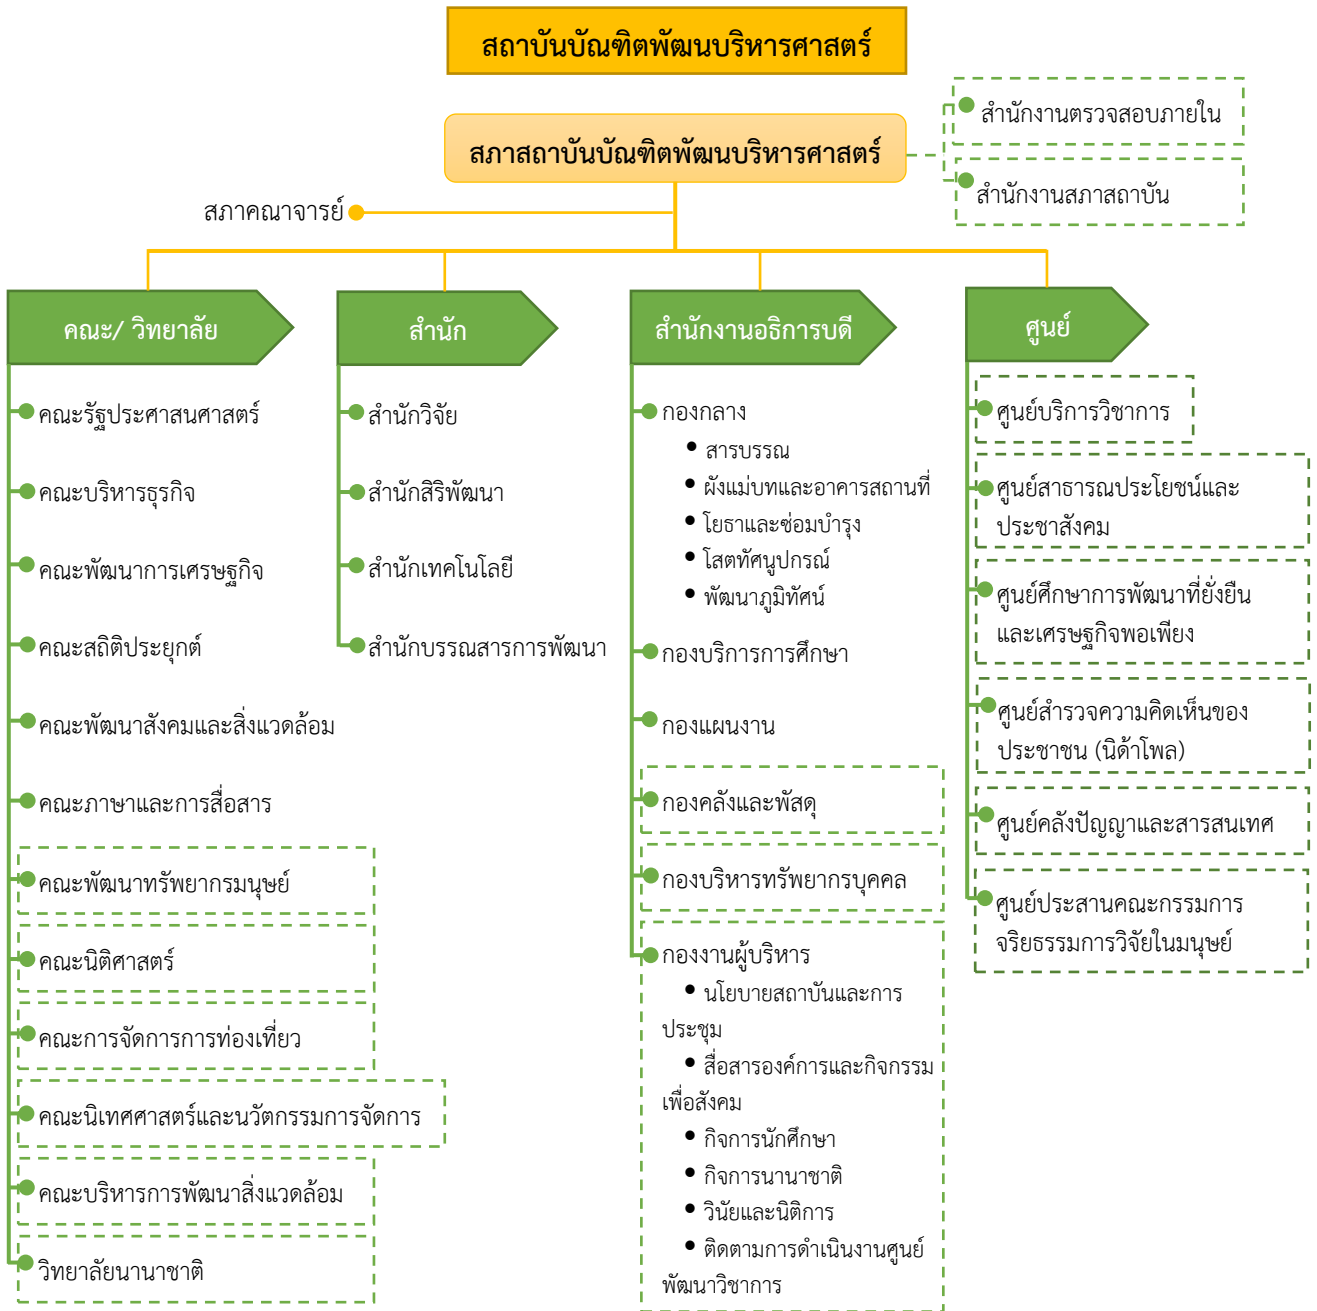 สถาบันบัณฑิตพัฒนบริหารศาสตร์
สภาสถาบันบัณฑิตพัฒนบริหารศาสตร์
สำนักงานตรวจสอบภายใน
สำนักงานสภาสถาบัน
สภาคณาจารย์
คณะ/ วิทยาลัย
คณะรัฐประศาสนศาสตร์
คณะบริหารธุรกิจ
คณะพัฒนาการเศรษฐกิจ
คณะสถิติประยุกต์
คณะพัฒนาสังคมและสิ่งแวดล้อม
คณะภาษาและการสื่อสาร
คณะพัฒนาทรัพยากรมนุษย์
คณะนิติศาสตร์
คณะการจัดการการท่องเที่ยว
คณะนิเทศศาสตร์และนวัตกรรมการจัดการ
คณะบริหารการพัฒนาสิ่งแวดล้อม
วิทยาลัยนานาชาติ
สำนัก
สำนักวิจัย
สำนักสิริพัฒนา
สำนักเทคโนโลยี
สำนักบรรณสารการพัฒนา
สำนักงานอธิการบดี
กองกลาง
• สารบรรณ
• ผังแม่บทและอาคารสถานที่
• โยธาและซ่อมบำรุง
• โสตทัศนูปกรณ์
• พัฒนาภูมิทัศน์
กองบริการการศึกษา
กองแผนงาน
กองคลังและพัสดุ
กองบริหารทรัพยากรบุคคล
กองงานผู้บริหาร
• นโยบายสถาบันและการ
ประชุม
• สื่อสารองค์การและกิจกรรม
เพื่อสังคม
• กิจการนักศึกษา
• กิจการนานาชาติ
• วินัยและนิติการ
• ติดตามการดำเนินงานศูนย์
พัฒนาวิชาการ
ศูนย์
ศูนย์บริการวิชาการ
ศูนย์สาธารณประโยชน์และ
ประชาสังคม
ศูนย์ศึกษาการพัฒนาที่ยั่งยืน
และเศรษฐกิจพอเพียง
ศูนย์สำรวจความคิดเห็นของ
ประชาชน (นิด้าโพล)
ศูนย์คลังปัญญาและสารสนเทศ
ศูนย์ประสานคณะกรรมการ
จริยธรรมการวิจัยในมนุษย์